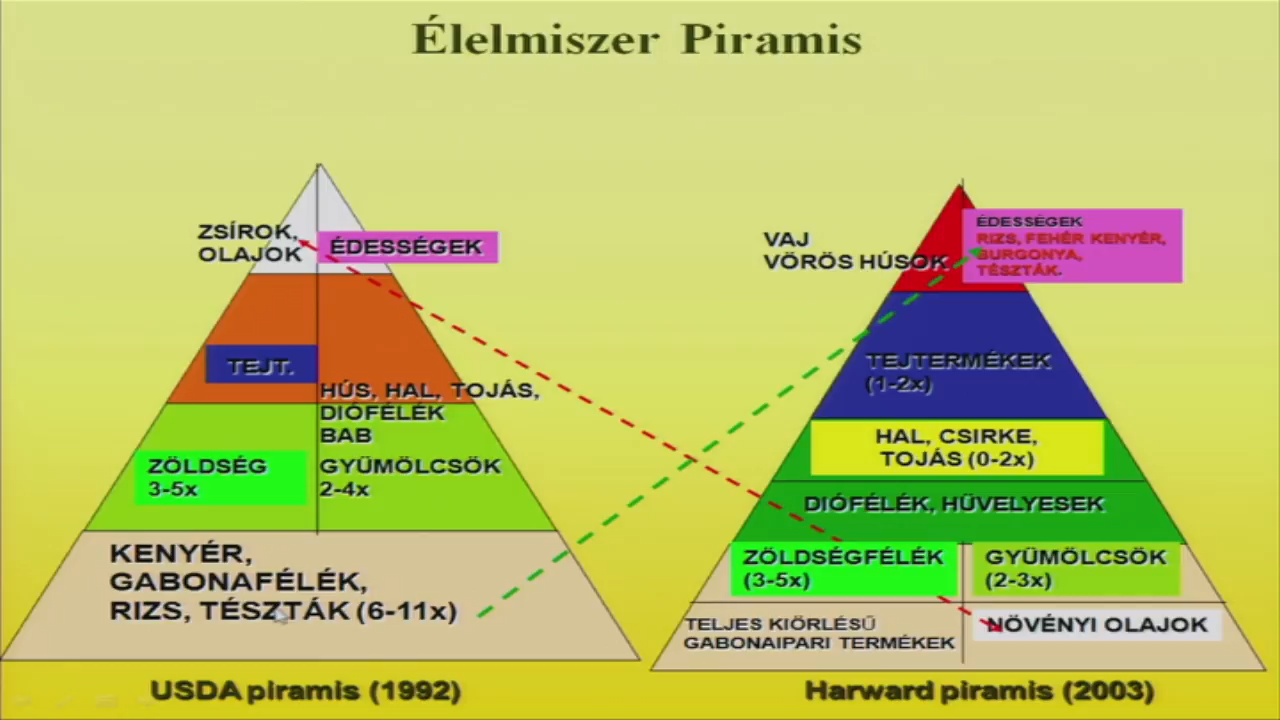 Élelmiszer Piramis
ZSÍROK,
OLAJOK
ÉDESSÉGEK
TEJT.
HÚS, HAL, TOJÁS,
DIÓFÉLÉK
BAB
ZÖLDSÉG
3-5x
GYÜMÖLCSÖK
2-4x
KENYÉR,
GABONAFÉLÉK,
RIZS, TÉSZTÁK (6-11x)
USDA piramis (1992)
VAJ
VÖRÖS HÚSOK
ÉDESSÉGEK
RIZS, FEHÉR KENYÉR,
BURGONYA,
TÉSZTÁK.
TEJTERMÉKEK
(1-2x)
HAL, CSIRKE,
TOJÁS (0-2x)
DIÓFÉLÉK, HÜVELYESEK
ZÖLDSÉGFÉLÉK
(3-5x)
GYÜMÖLCSÖK
(2-3x)
TELJES KIÖRLÉSŰ
GABONAIPARI TERMÉKEK
NÖVÉNYI OLAJOK
Harward piramis (2003)